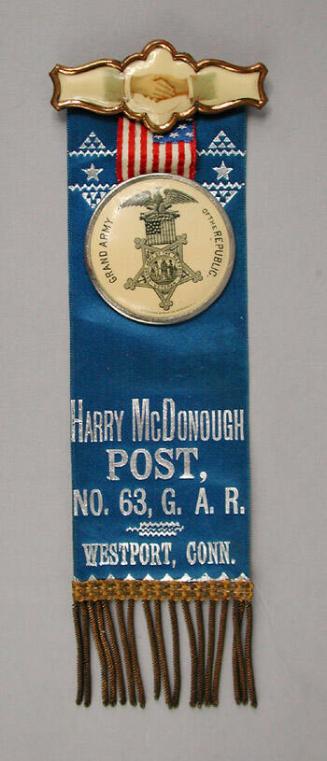 GRAND ARMY OF THE REPUBLIC
HARRY MCDONOUGH
POST,
NO. 63, G. A. R.
WESTPORT, CONN.